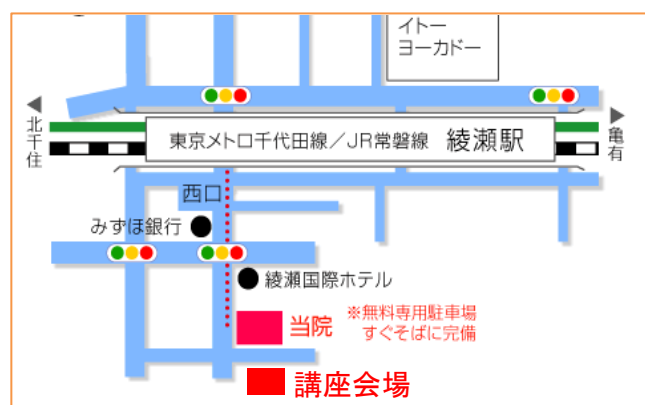 イトー
ヨーカドー
北千住
東京メトロ千代田線／JR常磐線 綾瀬駅
亀有
西口
みずほ銀行
綾瀬国際ホテル
当院
※無料専用駐車場
すぐそばに完備
講座会場